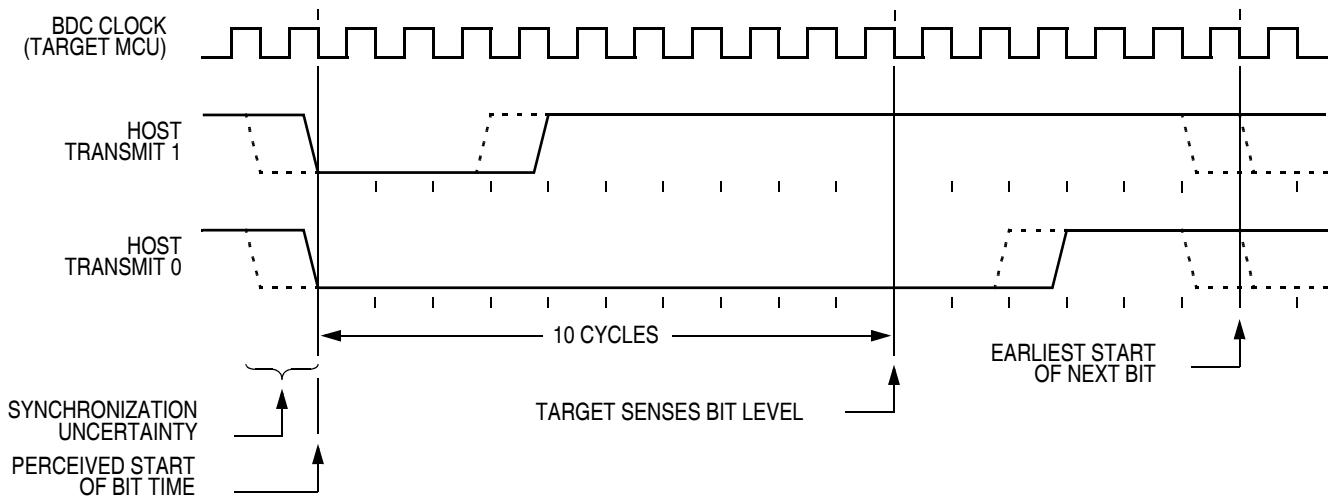 BDC CLOCK
(TARGET MCU)
HOST
TRANSMIT 1
HOST
TRANSMIT 0
10 CYCLES
EARLIEST START
OF NEXT BIT
SYNCHRONIZATION
UNCERTAINTY
TARGET SENSES BIT LEVEL
PERCEIVED START
OF BIT TIME